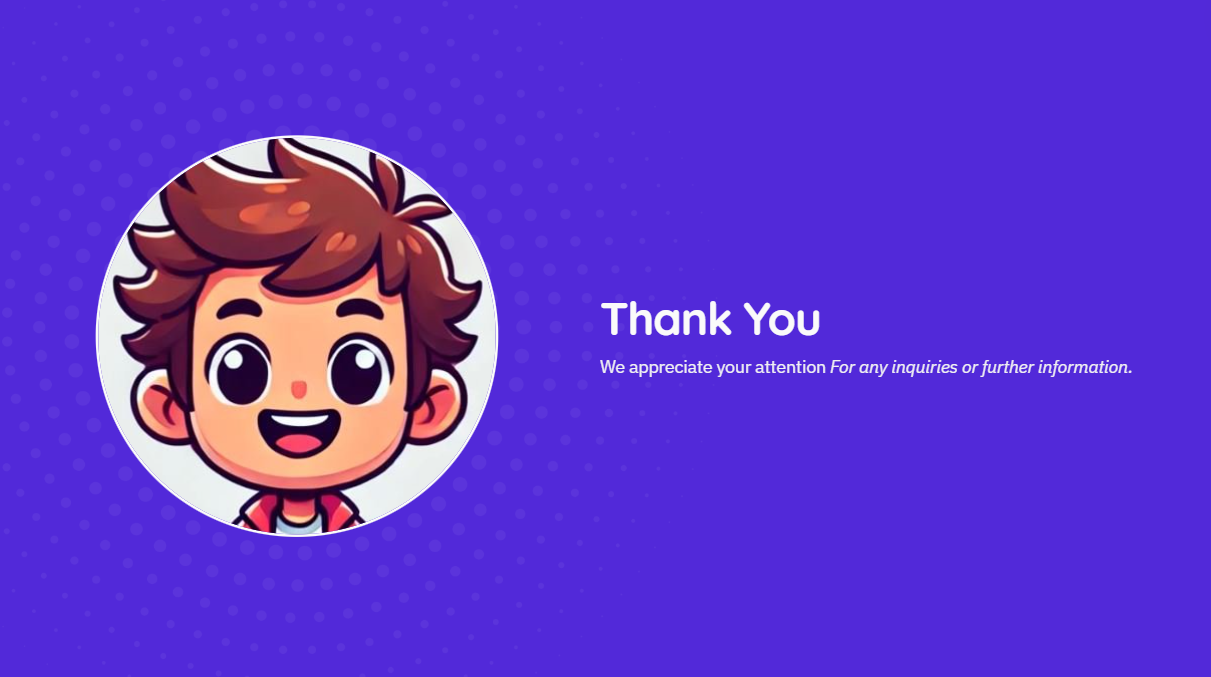 Thank You
We appreciate your attention For any inquiries or further information.